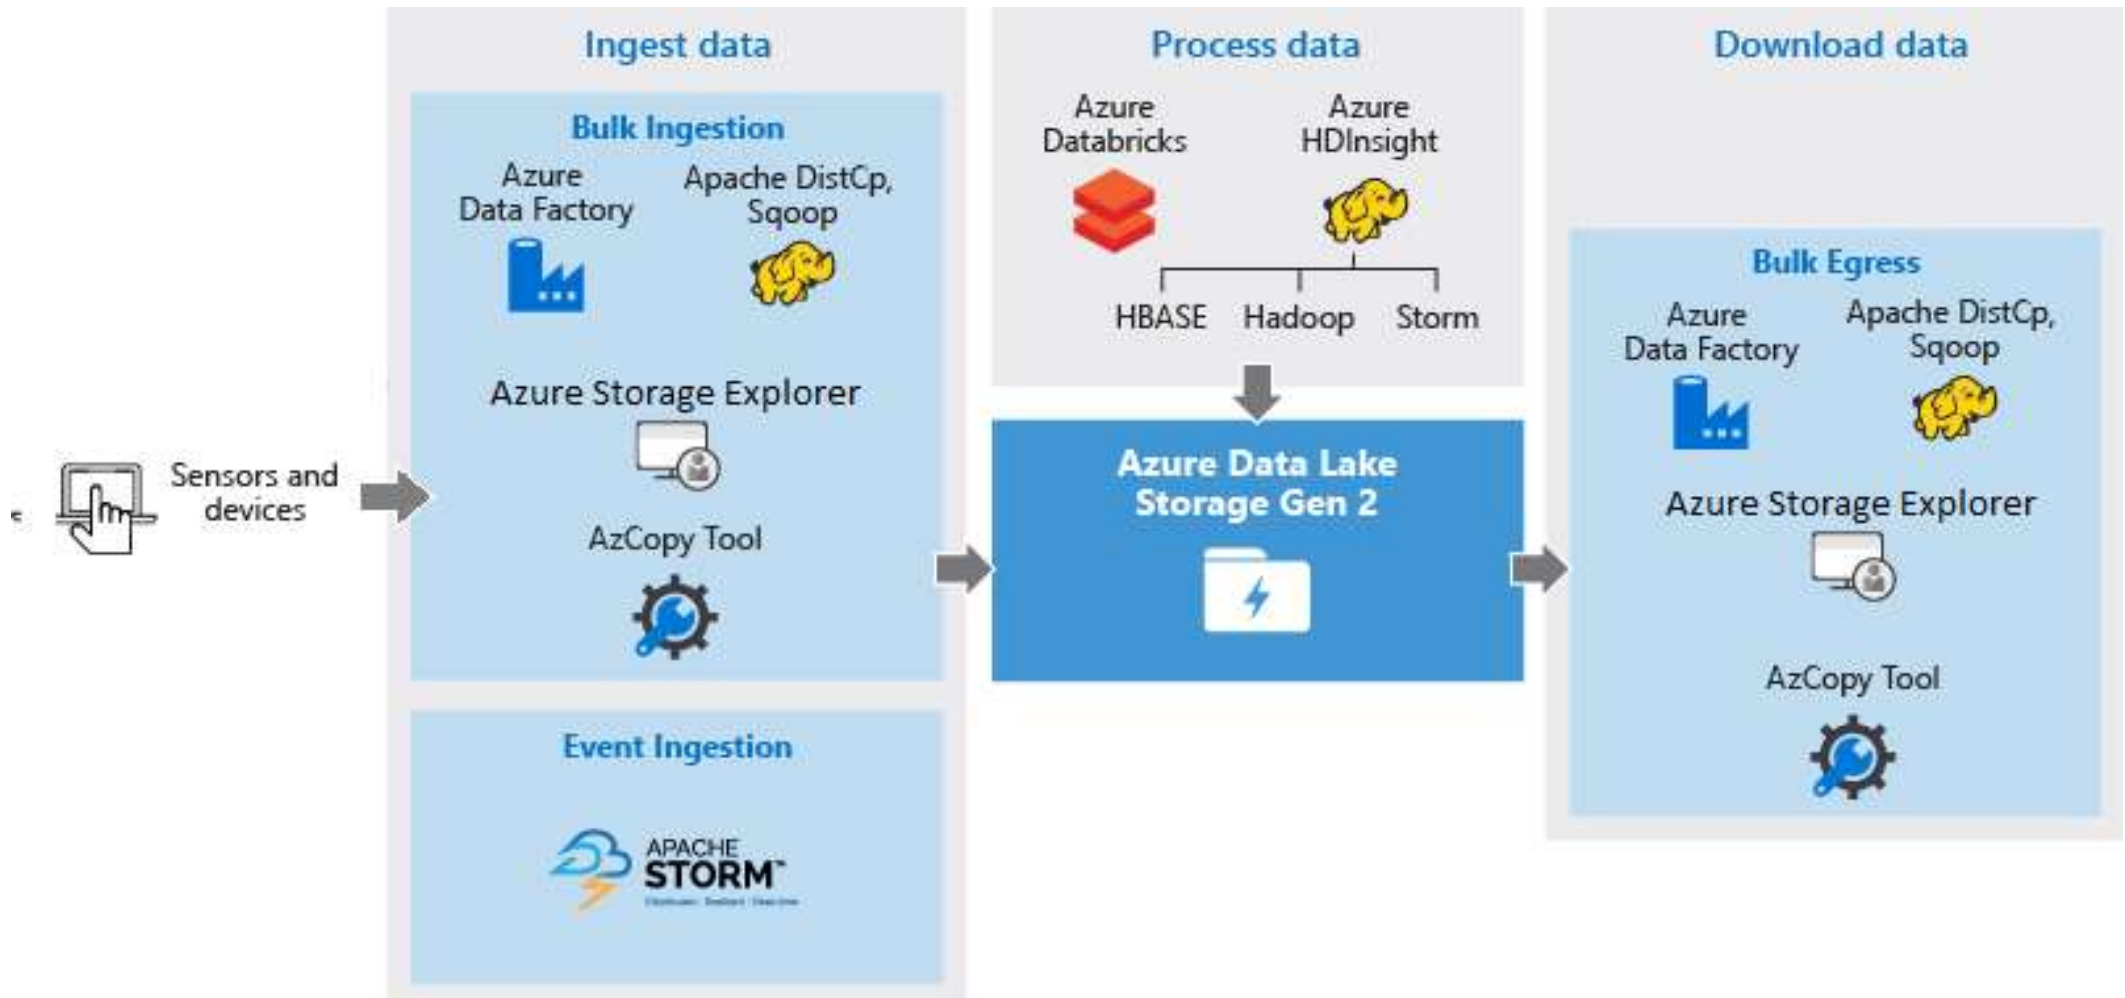 Ingest data
Bulk Ingestion
Azure
Data Factory
Apache DistCp,
Sqoop
Azure Storage Explorer
AzCopy Tool
Sensors and
devices
Event Ingestion
APACHE
STORM™
Process data
Azure
Databricks
Azure
HDInsight
HBASE
Hadoop
Storm
Azure Data Lake
Storage Gen 2
Download data
Bulk Egress
Azure
Data Factory
Apache DistCp,
Sqoop
Azure Storage Explorer
AzCopy Tool